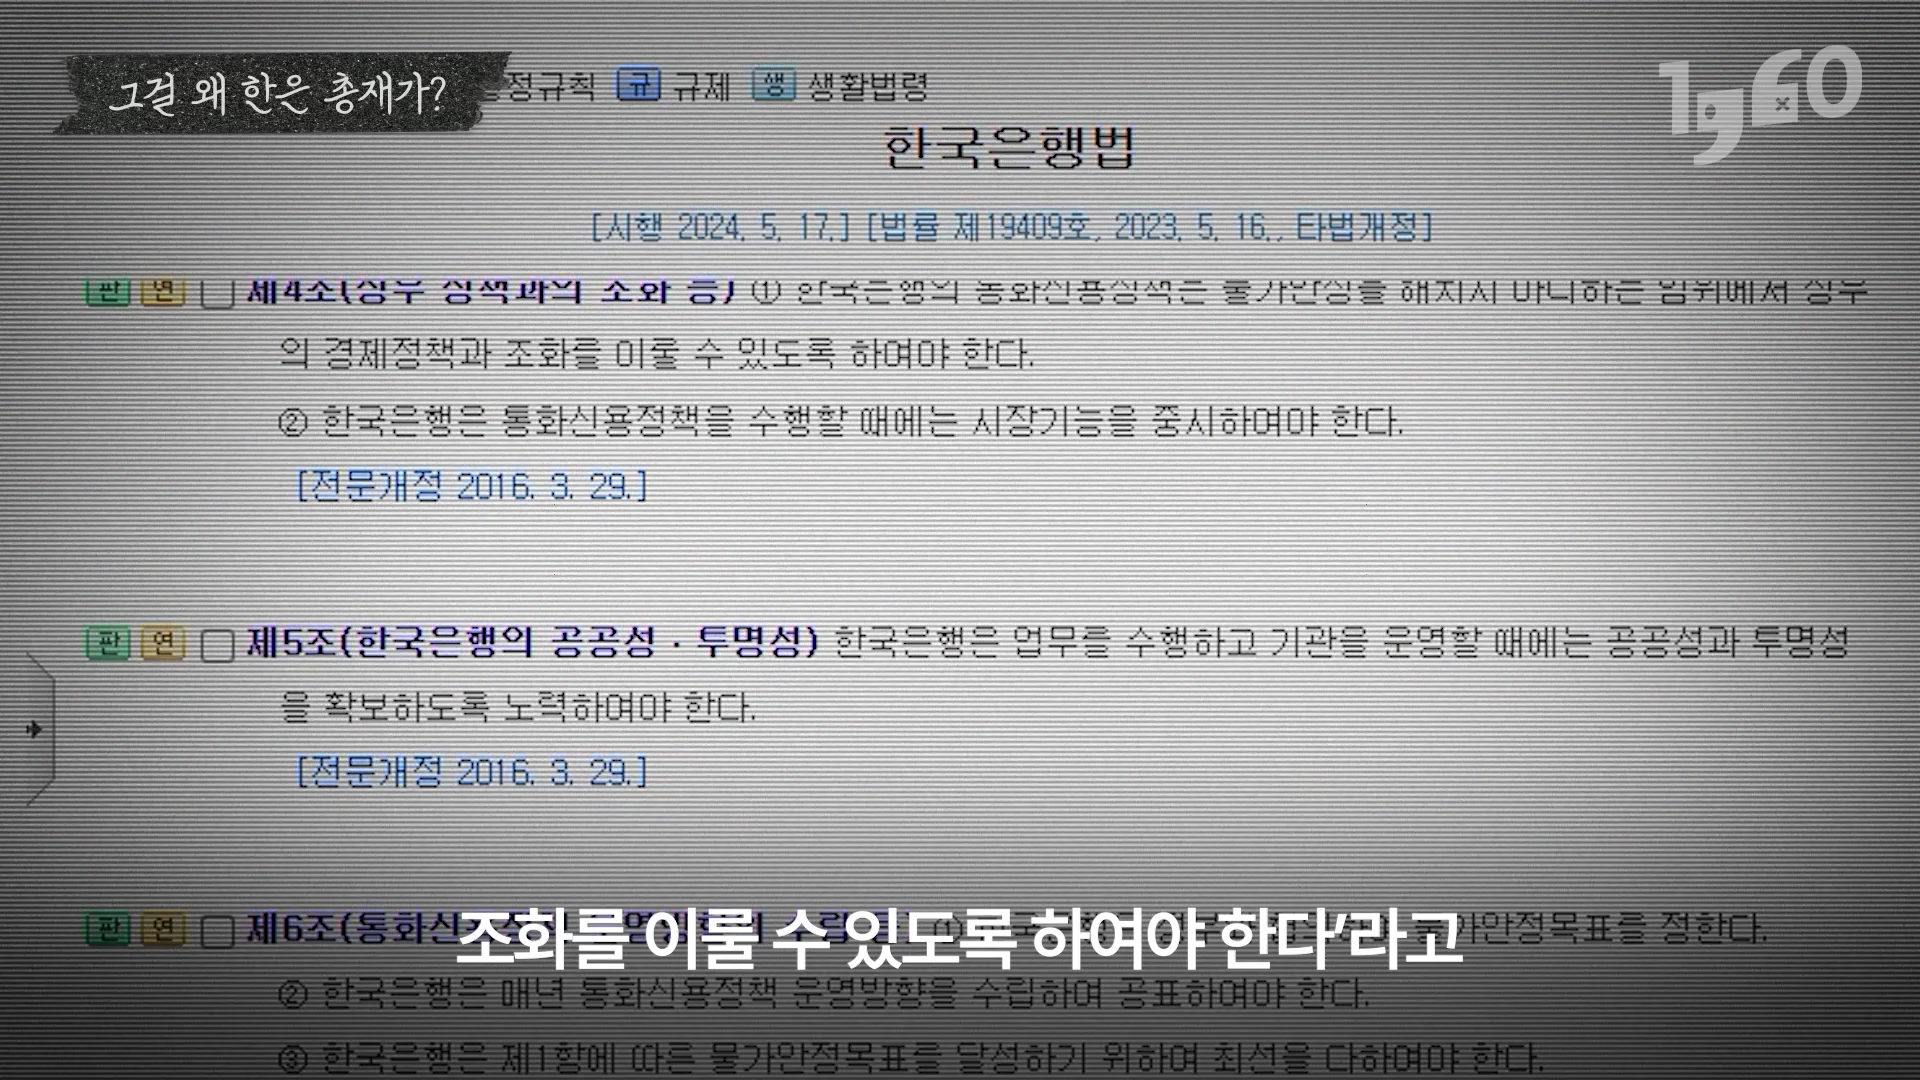 그걸 왜 한은 총재가?
정규칙 규 규제 생 생활법령
1960
한국은행법
[시행 2024. 5. 17.] [법률 제19409호, 2023. 5. 16., 타법개정]
판 연 제4조(정부 정책과의 조화 등) ① 한국은행의 통화신용정책은 물가안정을 해치지 아니하는 범위에서 정부
의 경제정책과 조화를 이룰 수 있도록 하여야 한다.
② 한국은행은 통화신용정책을 수행할 때에는 시장기능을 중시하여야 한다.
[전문개정 2016. 3. 29.]
판 연 제5조(한국은행의 공공성 · 투명성) 한국은행은 업무를 수행하고 기관을 운영할 때에는 공공성과 투명성
을 확보하도록 노력하여야 한다.
[전문개정 2016. 3. 29.]
판 연 제6조(통화신 물가안정목표를 정한다.
조화를 이룰 수 있도록 하여야 한다’라고
② 한국은행은 매년 통화신용정책 운영방향을 수립하여 공표하여야 한다.
③ 한국은행은 제1항에 따른 물가안정목표를 달성하기 위하여 최선을 다하여야 한다.